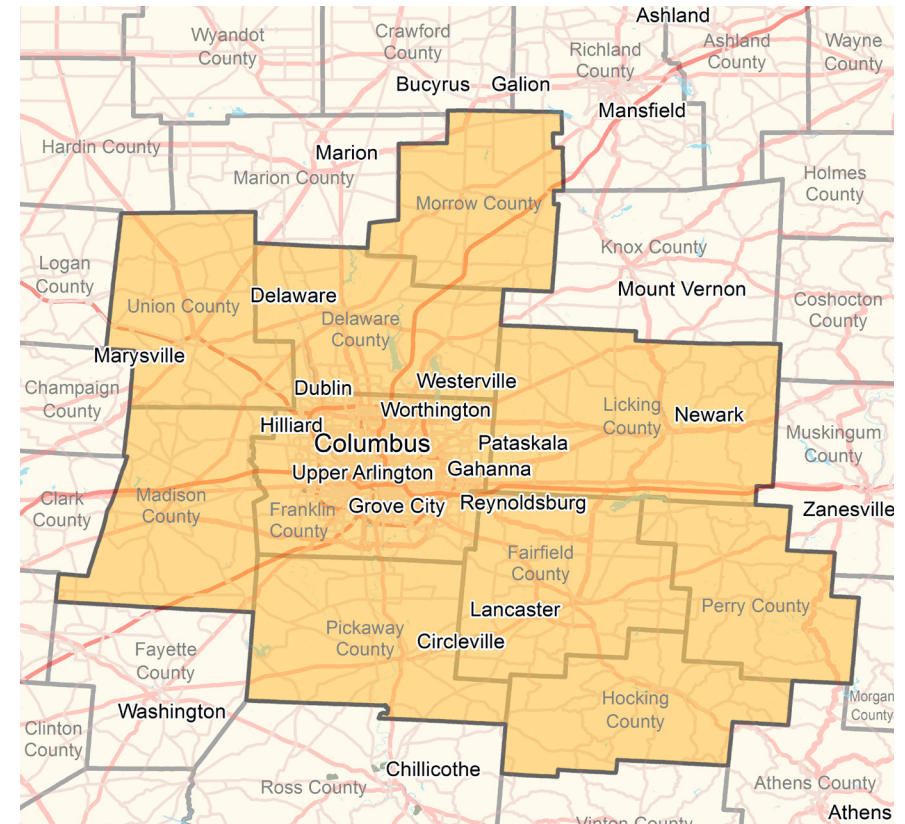 Ashland
Wyandot
County
Crawford
County
Richland
County
Ashland
County
Wayne
County
Bucyrus
Galion
Mansfield
Hardin County
Marion
Marion County
Holmes
County
Morrow County
Knox County
Logan
County
Mount Vernon
Coshocton
County
Union County
Delaware
Delaware
County
Marysville
Champaign
County
Dublin
Westerville
Worthington
Licking
County
Newark
Hilliard
Columbus
Pataskala
Muskingum
County
Upper Arlington
Gahanna
Clark
County
Madison
County
Franklin
County
Grove City
Reynoldsburg
Zanesville
Fairfield
County
Lancaster
Perry County
Pickaway
County
Circleville
Fayette
County
Washington
Hocking
County
Morgan
County
Clinton
County
Chillicothe
Ross County
Athens County
Athens
Vinton County